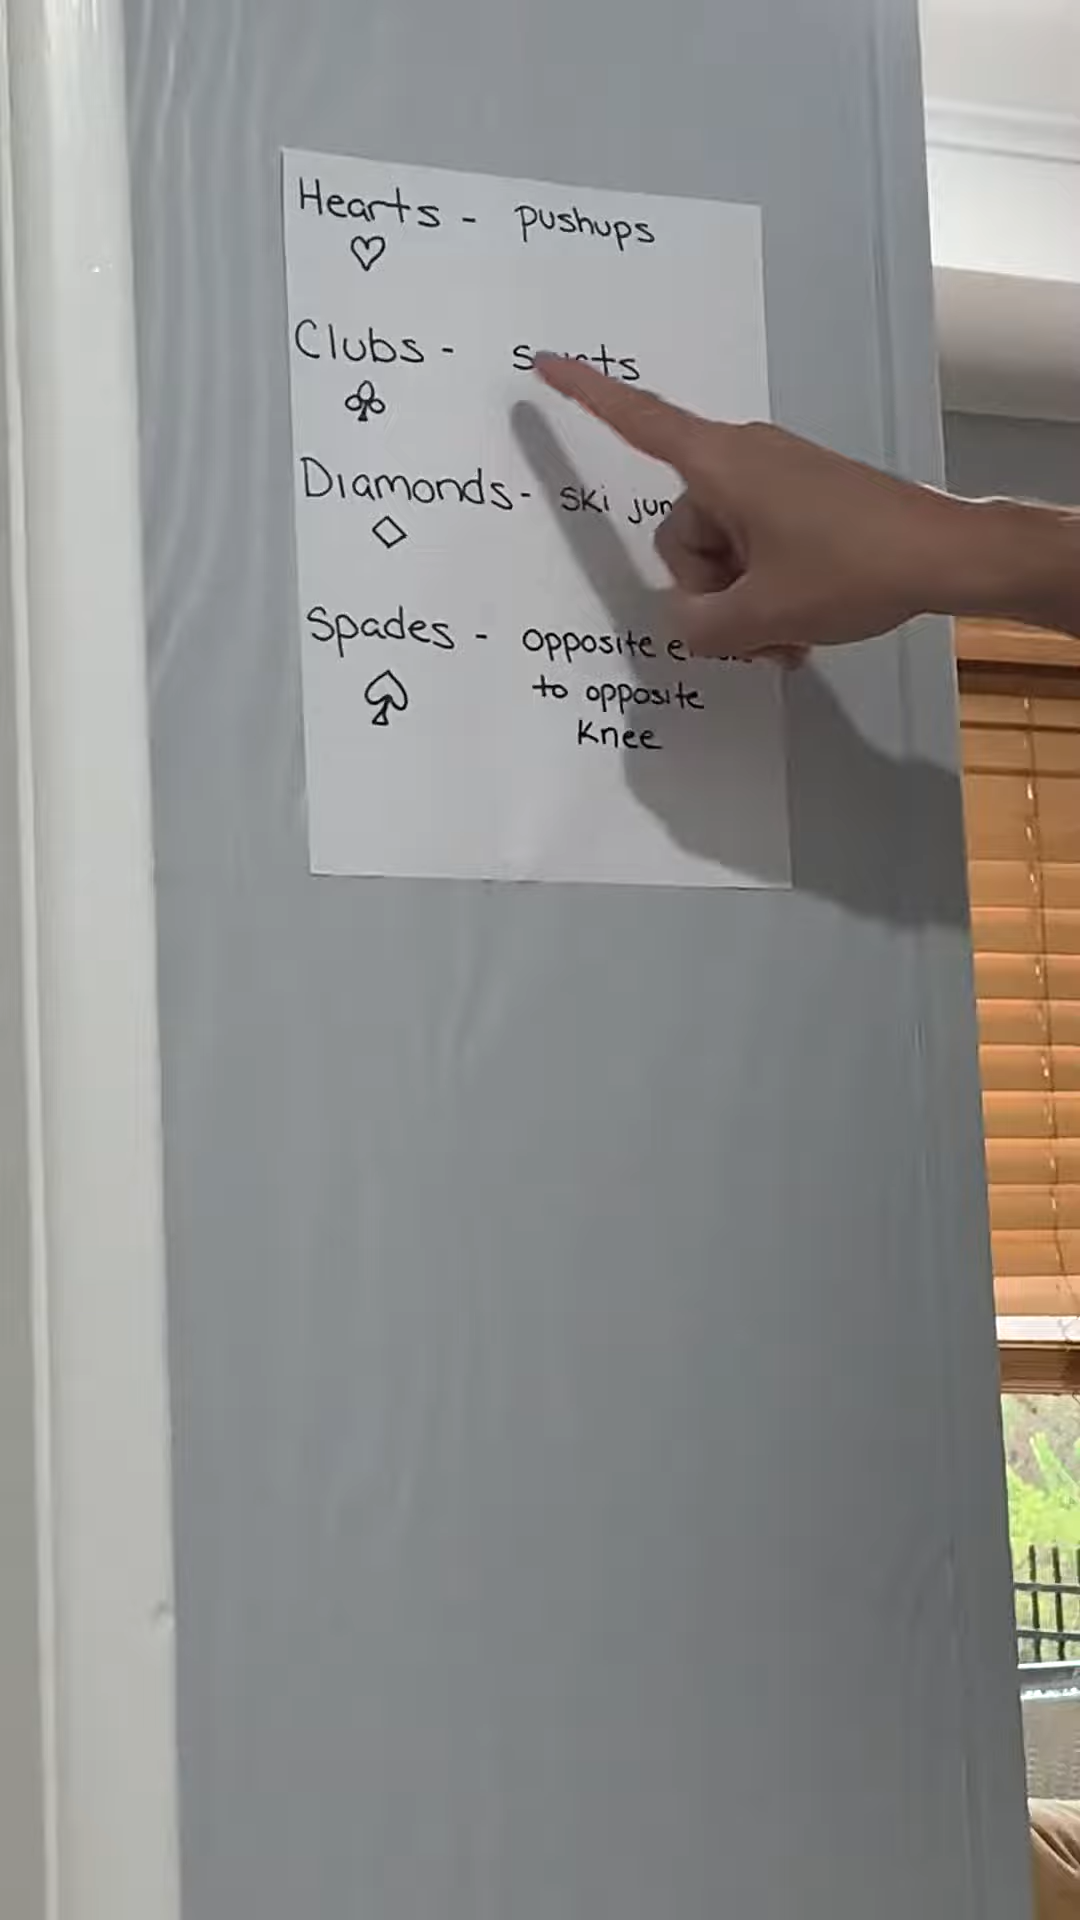 Hearts - pushups
Clubs -
Diamonds - ski
Spades - opposite
to opposite
Knee